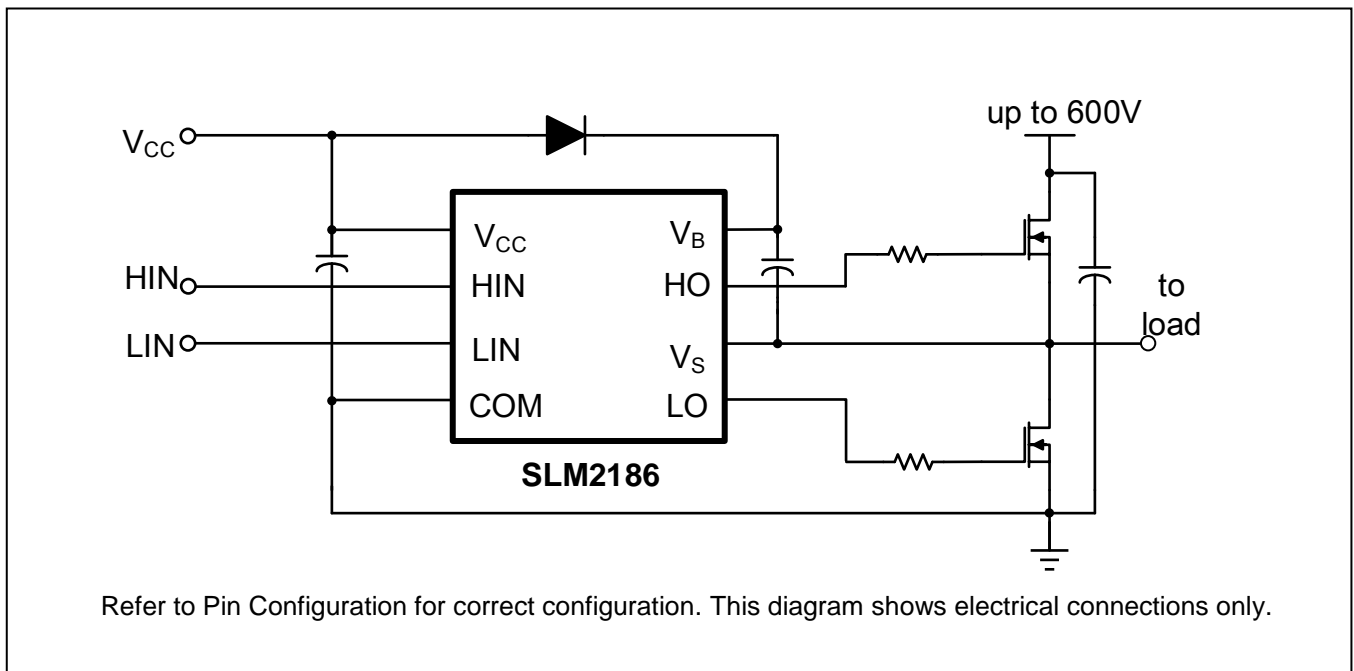 up to 600V
VCC
VCC
VB
HIN
HIN
HO
to
load
LIN
LIN
VS
COM
LO
SLM2186
Refer to Pin Configuration for correct configuration. This diagram shows electrical connections only.